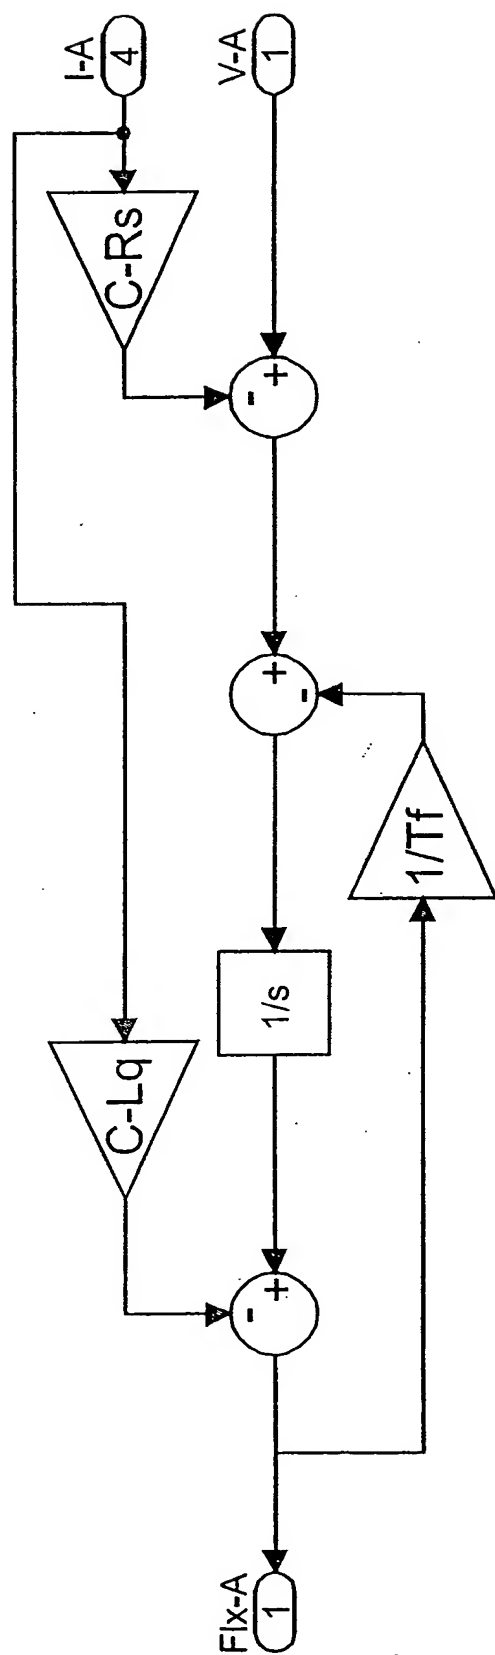 I-A
4
V-A
1
C-Rs
-
+
+
-
1/Tf
1/s
C-Lq
-
+
Flx-A
1